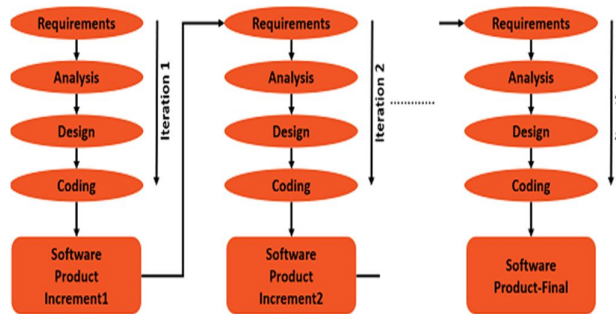 Requirements
Analysis
Design
Coding
Software
Product
Increment1
Iteration 1
Requirements
Analysis
Design
Coding
Software
Product
Increment2
Iteration 2
Requirements
Analysis
Design
Coding
Software
Product-Final